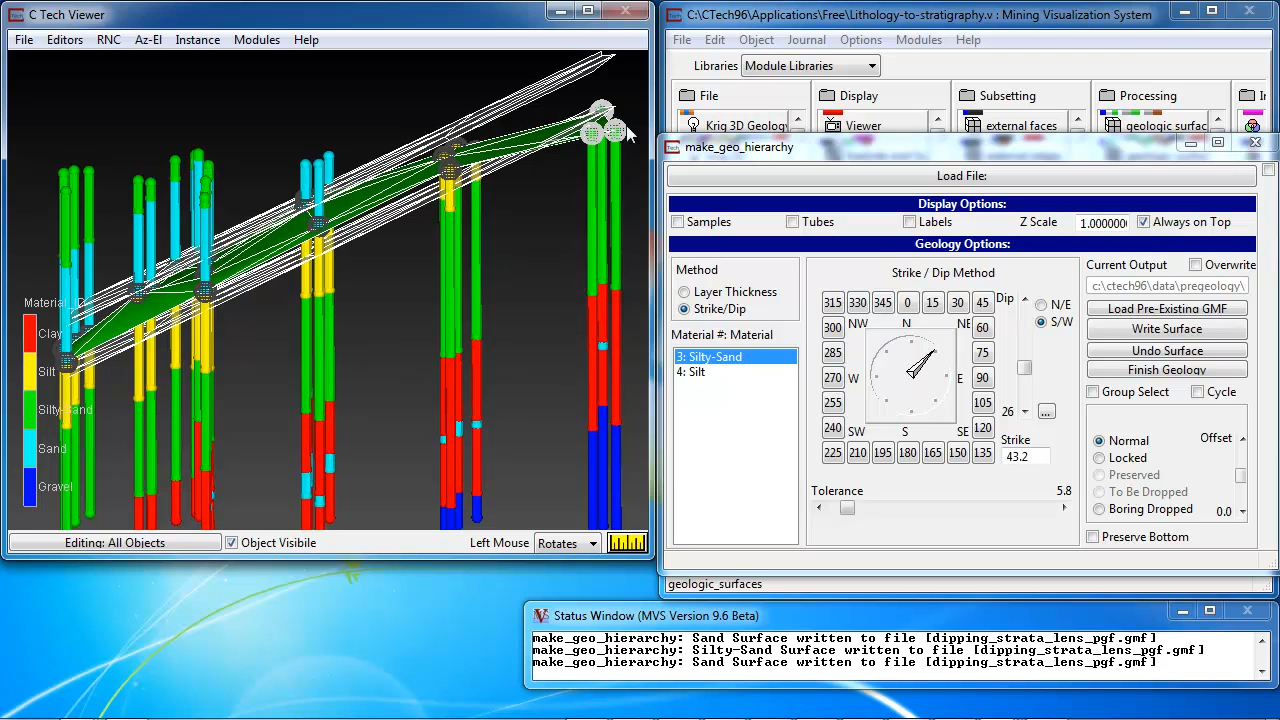 C Tech Viewer
File Editors RNC Az-El Instance Modules Help
Material_ID
Clay
Silt
Silty-Sand
Sand
Gravel
Editing: All Objects
Object Visibile
Left Mouse
Rotates
C:\CTech96\Applications\Free\Lithology-to-stratigraphy.v : Mining Visualization System
File Edit Object Journal Options Modules Help
Libraries Module Libraries
File Display Subsetting Processing
Krig 3D Geology Viewer external faces geologic surfac
make_geo_hierarchy
Load File:
Display Options:
Samples Tubes Labels Z Scale 1.000000 Always on Top
Geology Options:
Method
Layer Thickness
Strike/Dip
Material #: Material
3: Silty-Sand
4: Silt
Strike / Dip Method
315 330 345 0 15 30 45 Dip
NW N NE
300 60
285 75
270 W E 90
255 105
240 120
SW S SE
225 210 195 180 165 150 135
N/E
S/W
26 ...
Strike
43.2
Tolerance 5.8
Current Output Overwrite
c:\ctech96\data\pregeology\
Load Pre-Existing GMF
Write Surface
Undo Surface
Finish Geology
Group Select Cycle
Normal Offset
Locked
Preserved
To Be Dropped
Boring Dropped 0.0
Preserve Bottom
geologic_surfaces
Status Window (MVS Version 9.6 Beta)
make_geo_hierarchy: Sand Surface written to file [dipping_strata_lens_pgf.gmf]
make_geo_hierarchy: Silty-Sand Surface written to file [dipping_strata_lens_pgf.gmf]
make_geo_hierarchy: Sand Surface written to file [dipping_strata_lens_pgf.gmf]